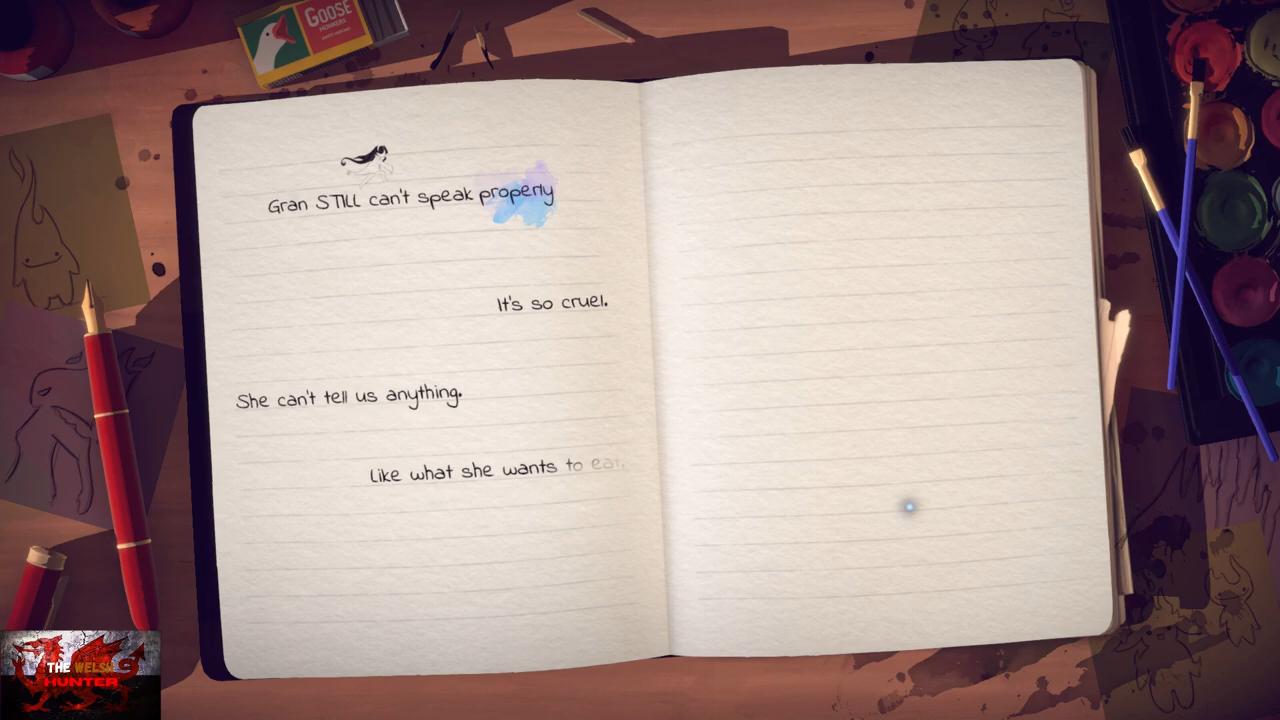 GOOSE
Gran STILL can't speak properly
It's so cruel.
She can't tell us anything.
Like what she wants to eat.
THE WELSH
HUNTER